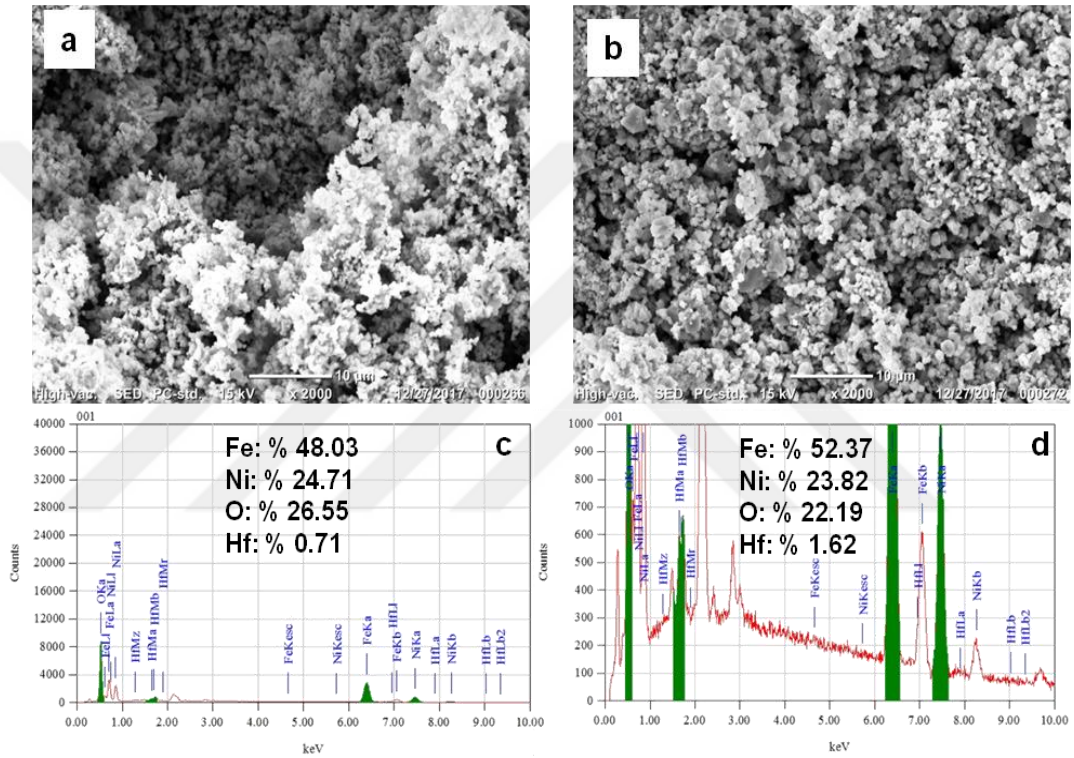 a
High-vac. SED PC-std. 15 kV x 2000 12/27/2017 000266
10 µm
b
High-vac. SED PC-std. 15 kV x 2000 12/27/2017 000272
10 µm
001
c
Fe: % 48.03
Ni: % 24.71
O: % 26.55
Hf: % 0.71
40000
36000
32000
28000
24000
20000
16000
12000
8000
4000
0
Counts
OKa
FeLl
FeLa
NiLl
NiLa
HfMz
HfMa
HfMb
HfMr
FeKesc
NiKesc
FeKa
HfLl
FeKb
NiKa
HfLa
NiKb
HfLb
HfLb2
0.00 1.00 2.00 3.00 4.00 5.00 6.00 7.00 8.00 9.00 10.00
keV
001
d
Fe: % 52.37
Ni: % 23.82
O: % 22.19
Hf: % 1.62
1000
900
800
700
600
500
400
300
200
100
0
Counts
OKa
FeLl
NiLl FeLa
NiLa
HfMz
HfMa
HfMb
HfMr
FeKesc
NiKesc
FeKa
HfLl
FeKb
NiKa
HfLa
NiKb
HfLb
HfLb2
0.00 1.00 2.00 3.00 4.00 5.00 6.00 7.00 8.00 9.00 10.00
keV